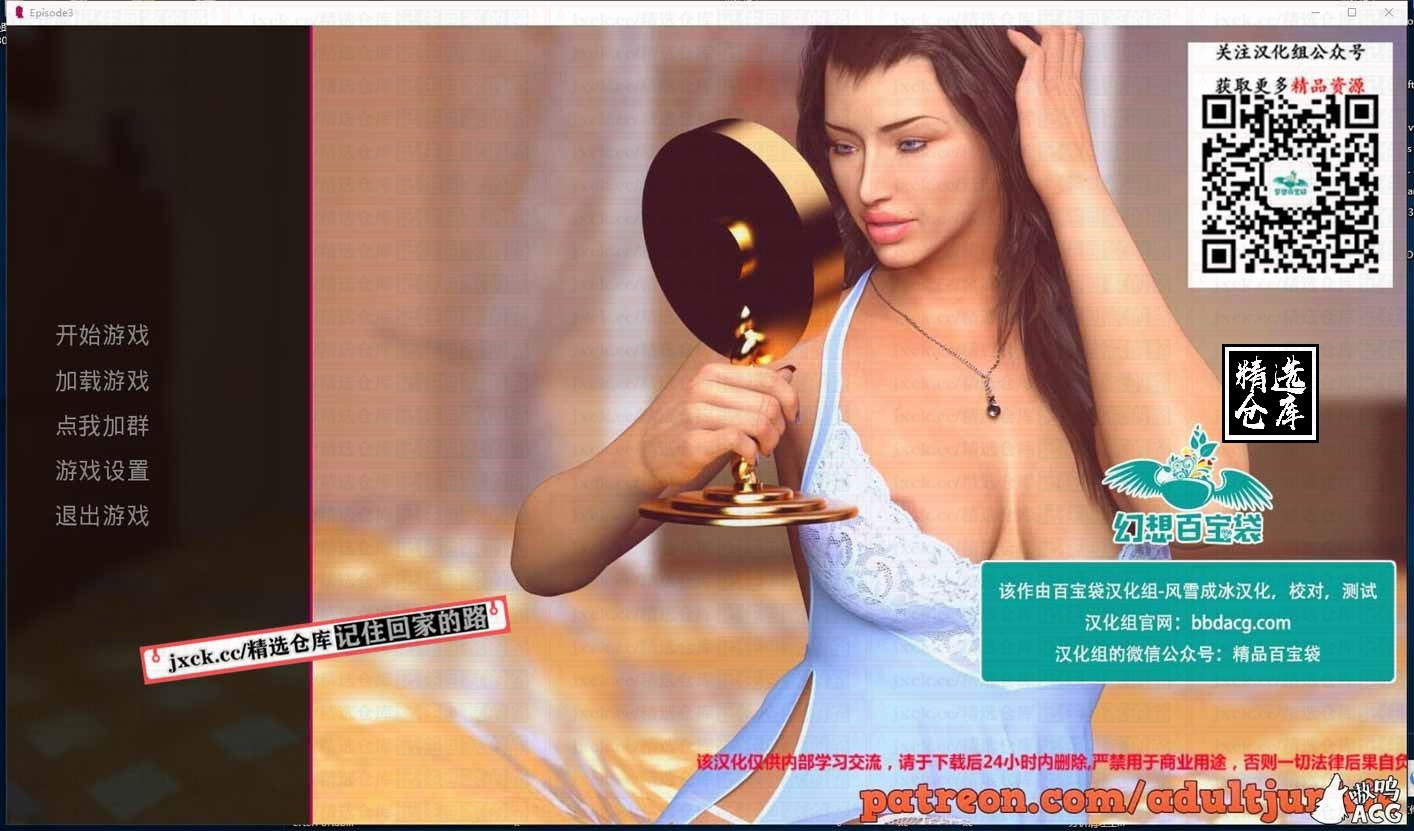 Episode3
关注汉化组公众号
获取更多精品资源
精选
仓库
开始游戏
加载游戏
点我加群
游戏设置
退出游戏
幻想百宝袋
该作由百宝袋汉化组-风雪成冰汉化，校对，测试
汉化组官网：bbdacg.com
汉化组的微信公众号：精品百宝袋
jxck.cc/精选仓库记住回家的路
该汉化仅供内部学习交流，请于下载后24小时内删除,严禁用于商业用途，否则一切法律后果自负
patreon.com/adultjun
嗷呜
ACG